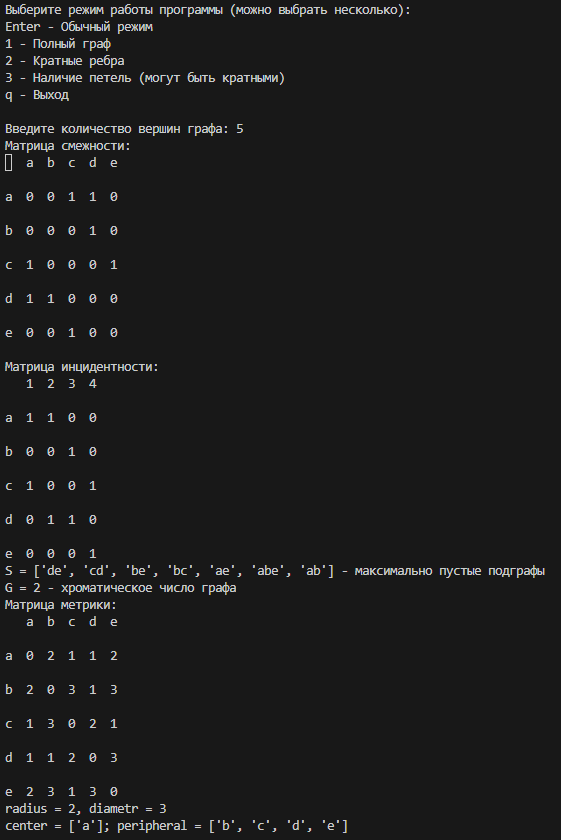 Выберите режим работы программы (можно выбрать несколько):
Enter - Обычный режим
1 - Полный граф
2 - Кратные ребра
3 - Наличие петель (могут быть кратными)
q - Выход
Введите количество вершин графа: 5
Матрица смежности:
a b c d e
a 0 0 1 1 0
b 0 0 0 1 0
c 1 0 0 0 1
d 1 1 0 0 0
e 0 0 1 0 0
Матрица инцидентности:
1 2 3 4
a 1 1 0 0
b 0 0 1 0
c 1 0 0 1
d 0 1 1 0
e 0 0 0 1
S = ['de', 'cd', 'be', 'bc', 'ae', 'abe', 'ab'] - максимально пустые подграфы
G = 2 - хроматическое число графа
Матрица метрики:
a b c d e
a 0 2 1 1 2
b 2 0 3 1 3
c 1 3 0 2 1
d 1 1 2 0 3
e 2 3 1 3 0
radius = 2, diametr = 3
center = ['a']; peripheral = ['b', 'c', 'd', 'e']